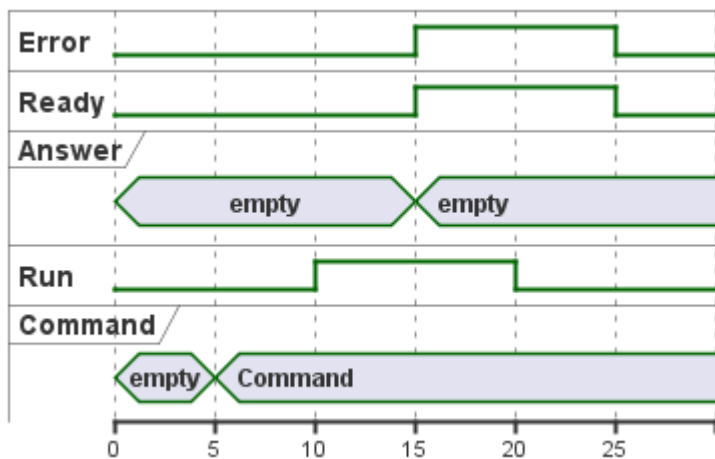 Error
Ready
Answer
empty empty
Run
Command
empty Command
0 5 10 15 20 25